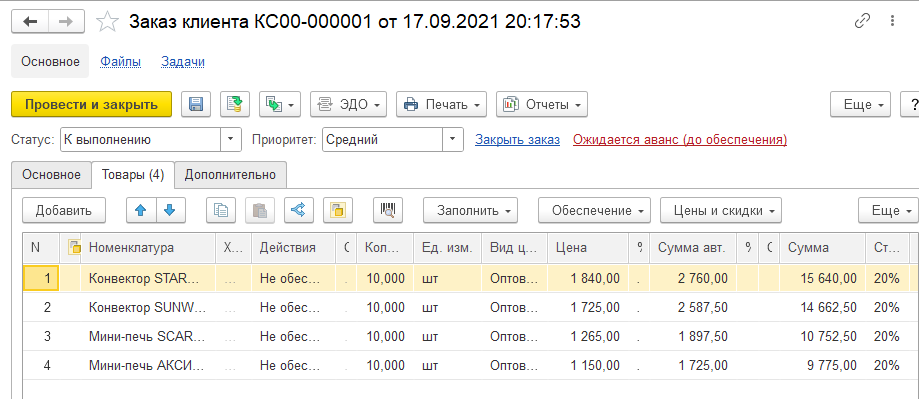 Заказ клиента КС00-000001 от 17.09.2021 20:17:53
Основное Файлы Задачи
Провести и закрыть ЭДО Печать Отчеты Еще ?
Статус: К выполнению Приоритет: Средний Закрыть заказ Ожидается аванс (до обеспечения)
Основное Товары (4) Дополнительно
Добавить Заполнить Обеспечение Цены и скидки Еще
N Номенклатура Х... Действия С Кол... Ед. изм. Вид ц... Цена % Сумма авт. % С Сумма Ст...
1 Конвектор STAR... ... Не обес... . 10,000 шт Оптов... 1 840,00 . 2 760,00 15 640,00 20%
2 Конвектор SUNW... ... Не обес... . 10,000 шт Оптов... 1 725,00 . 2 587,50 14 662,50 20%
3 Мини-печь SCAR... ... Не обес... . 10,000 шт Оптов... 1 265,00 . 1 897,50 10 752,50 20%
4 Мини-печь АКСИ... ... Не обес... . 10,000 шт Оптов... 1 150,00 . 1 725,00 9 775,00 20%